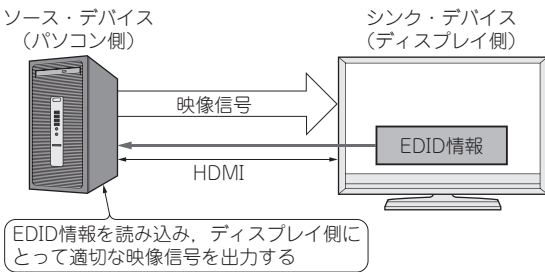 ソース・デバイス
（パソコン側）
シンク・デバイス
（ディスプレイ側）
映像信号
EDID情報
HDMI
EDID情報を読み込み，ディスプレイ側に
とって適切な映像信号を出力する